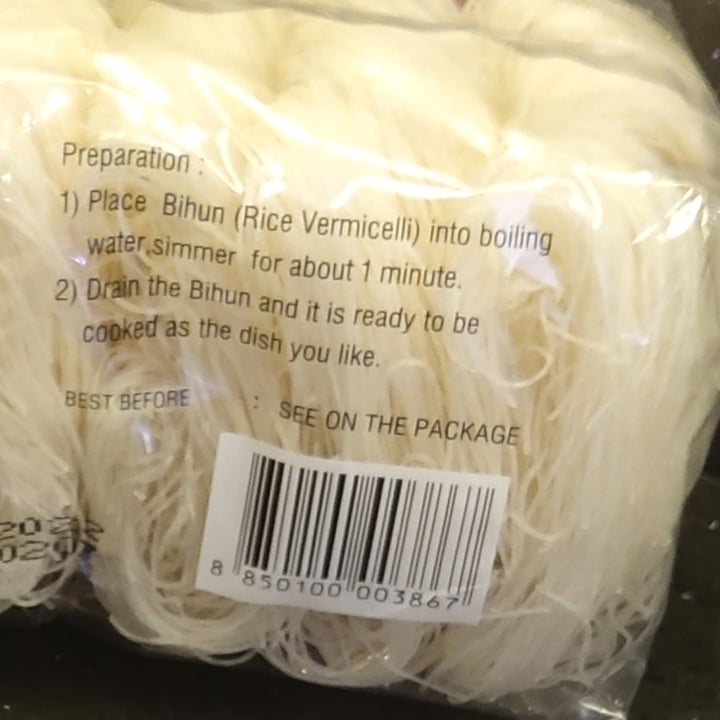 Preparation :
1) Place Bihun (Rice Vermicelli) into boiling
water,simmer for about 1 minute.
2) Drain the Bihun and it is ready to be
cooked as the dish you like.
BEST BEFORE : SEE ON THE PACKAGE
8 850100 003867